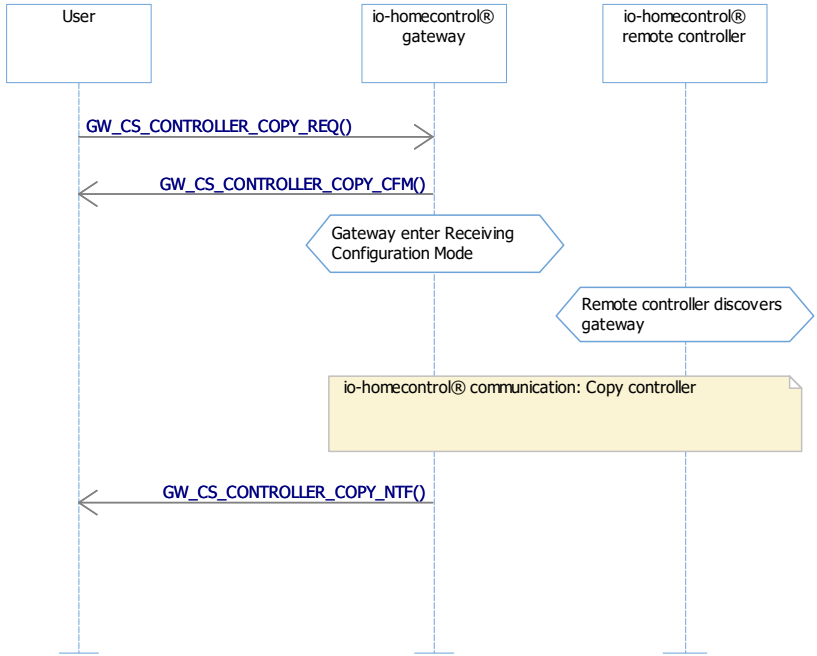 User
io-homecontrol®
gateway
io-homecontrol®
remote controller
GW_CS_CONTROLLER_COPY_REQ()
GW_CS_CONTROLLER_COPY_CFM()
Gateway enter Receiving
Configuration Mode
Remote controller discovers
gateway
io-homecontrol® communication: Copy controller
GW_CS_CONTROLLER_COPY_NTF()